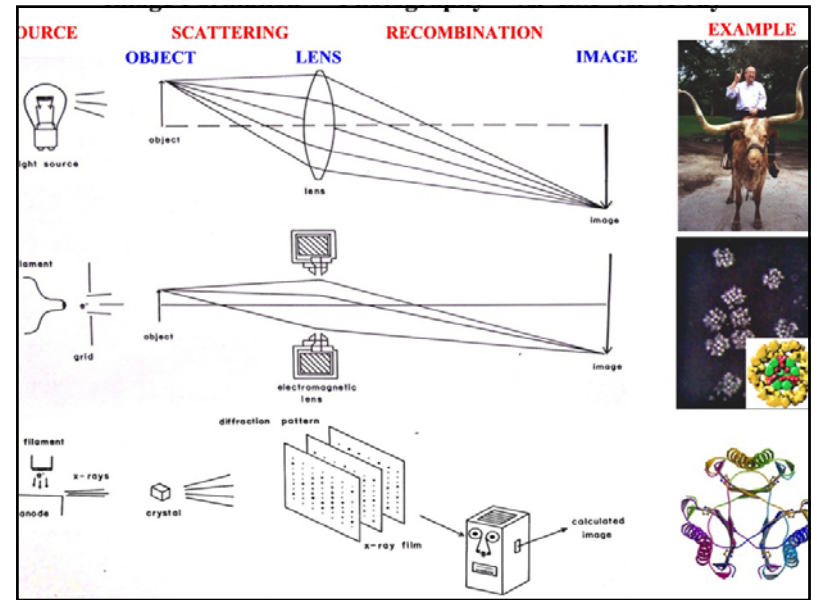 OURCE SCATTERING RECOMBINATION EXAMPLE
OBJECT LENS IMAGE
object
ight source
lens
image
lament
e-
object
grid
image
electromagnetic
lens
diffraction pattern
filament
e-
x-rays
anode
crystal
x-ray film
calculated
image